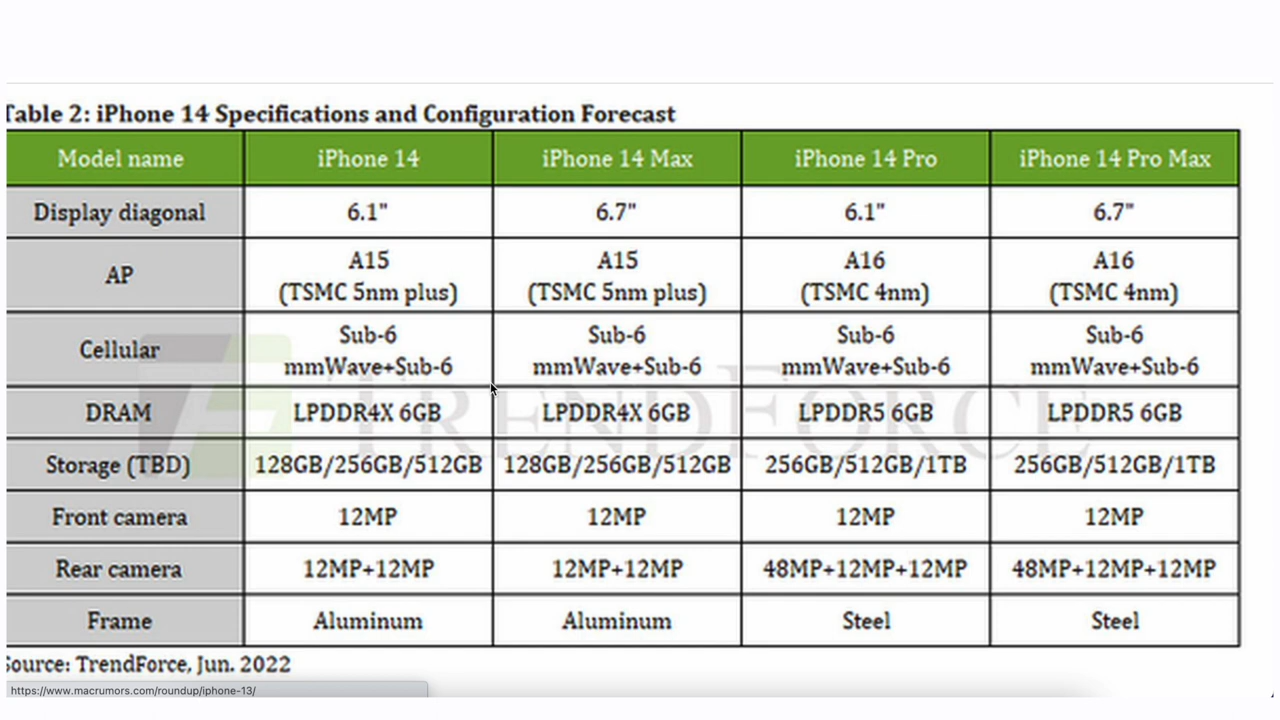 Table 2: iPhone 14 Specifications and Configuration Forecast
Model name iPhone 14 iPhone 14 Max iPhone 14 Pro iPhone 14 Pro Max
Display diagonal 6.1" 6.7" 6.1" 6.7"
AP A15 (TSMC 5nm plus) A15 (TSMC 5nm plus) A16 (TSMC 4nm) A16 (TSMC 4nm)
Cellular Sub-6 mmWave+Sub-6 Sub-6 mmWave+Sub-6 Sub-6 mmWave+Sub-6 Sub-6 mmWave+Sub-6
DRAM LPDDR4X 6GB LPDDR4X 6GB LPDDR5 6GB LPDDR5 6GB
Storage (TBD) 128GB/256GB/512GB 128GB/256GB/512GB 256GB/512GB/1TB 256GB/512GB/1TB
Front camera 12MP 12MP 12MP 12MP
Rear camera 12MP+12MP 12MP+12MP 48MP+12MP+12MP 48MP+12MP+12MP
Frame Aluminum Aluminum Steel Steel
TRENDFORCE
Source: TrendForce, Jun. 2022
https://www.macrumors.com/roundup/iphone-13/